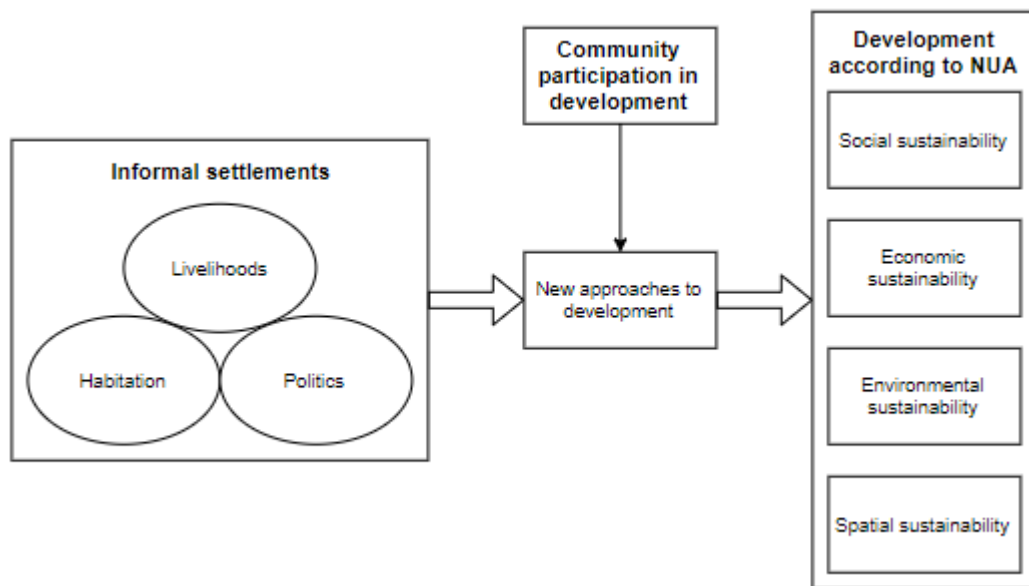 Informal settlements
Livelihoods
Habitation
Politics
Community
participation in
development
New approaches to
development
Development
according to NUA
Social sustainability
Economic
sustainability
Environmental
sustainability
Spatial sustainability